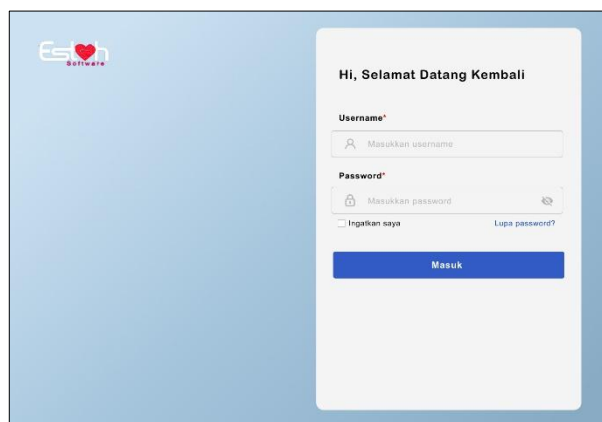 Software
Hi, Selamat Datang Kembali
Username*
Masukkan username
Password*
Masukkan password
Ingatkan saya
Lupa password?
Masuk